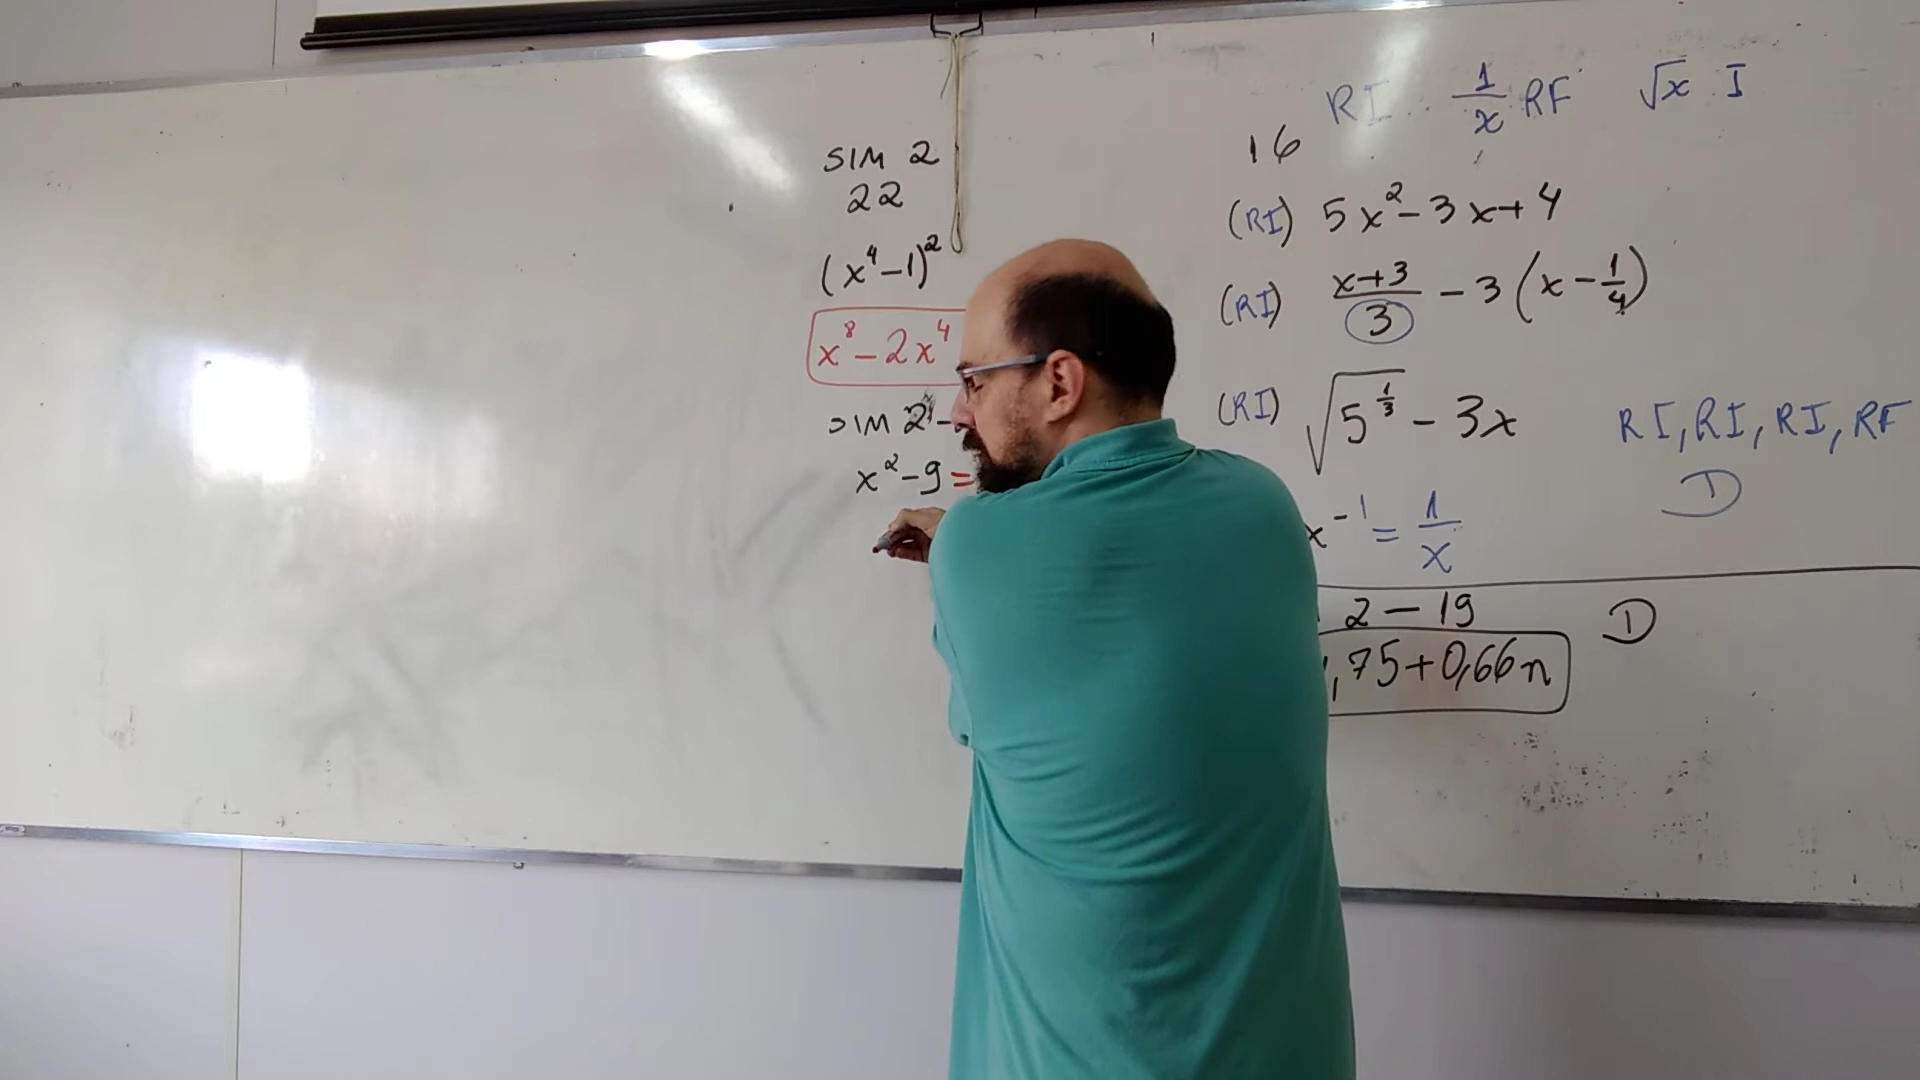 SIM 2
22
(x⁴-1)²
x⁸-2x⁴
SIM 2
x²-9=
RI 1/x RF √x I
16
(RI) 5x²-3x+4
(RI) (x+3)/3 - 3(x-1/4)
(RI) √5^(1/3) - 3x
RI, RI, RI, RF
D
x⁻¹ = 1/x
2 - 19 D
,75+0,66n